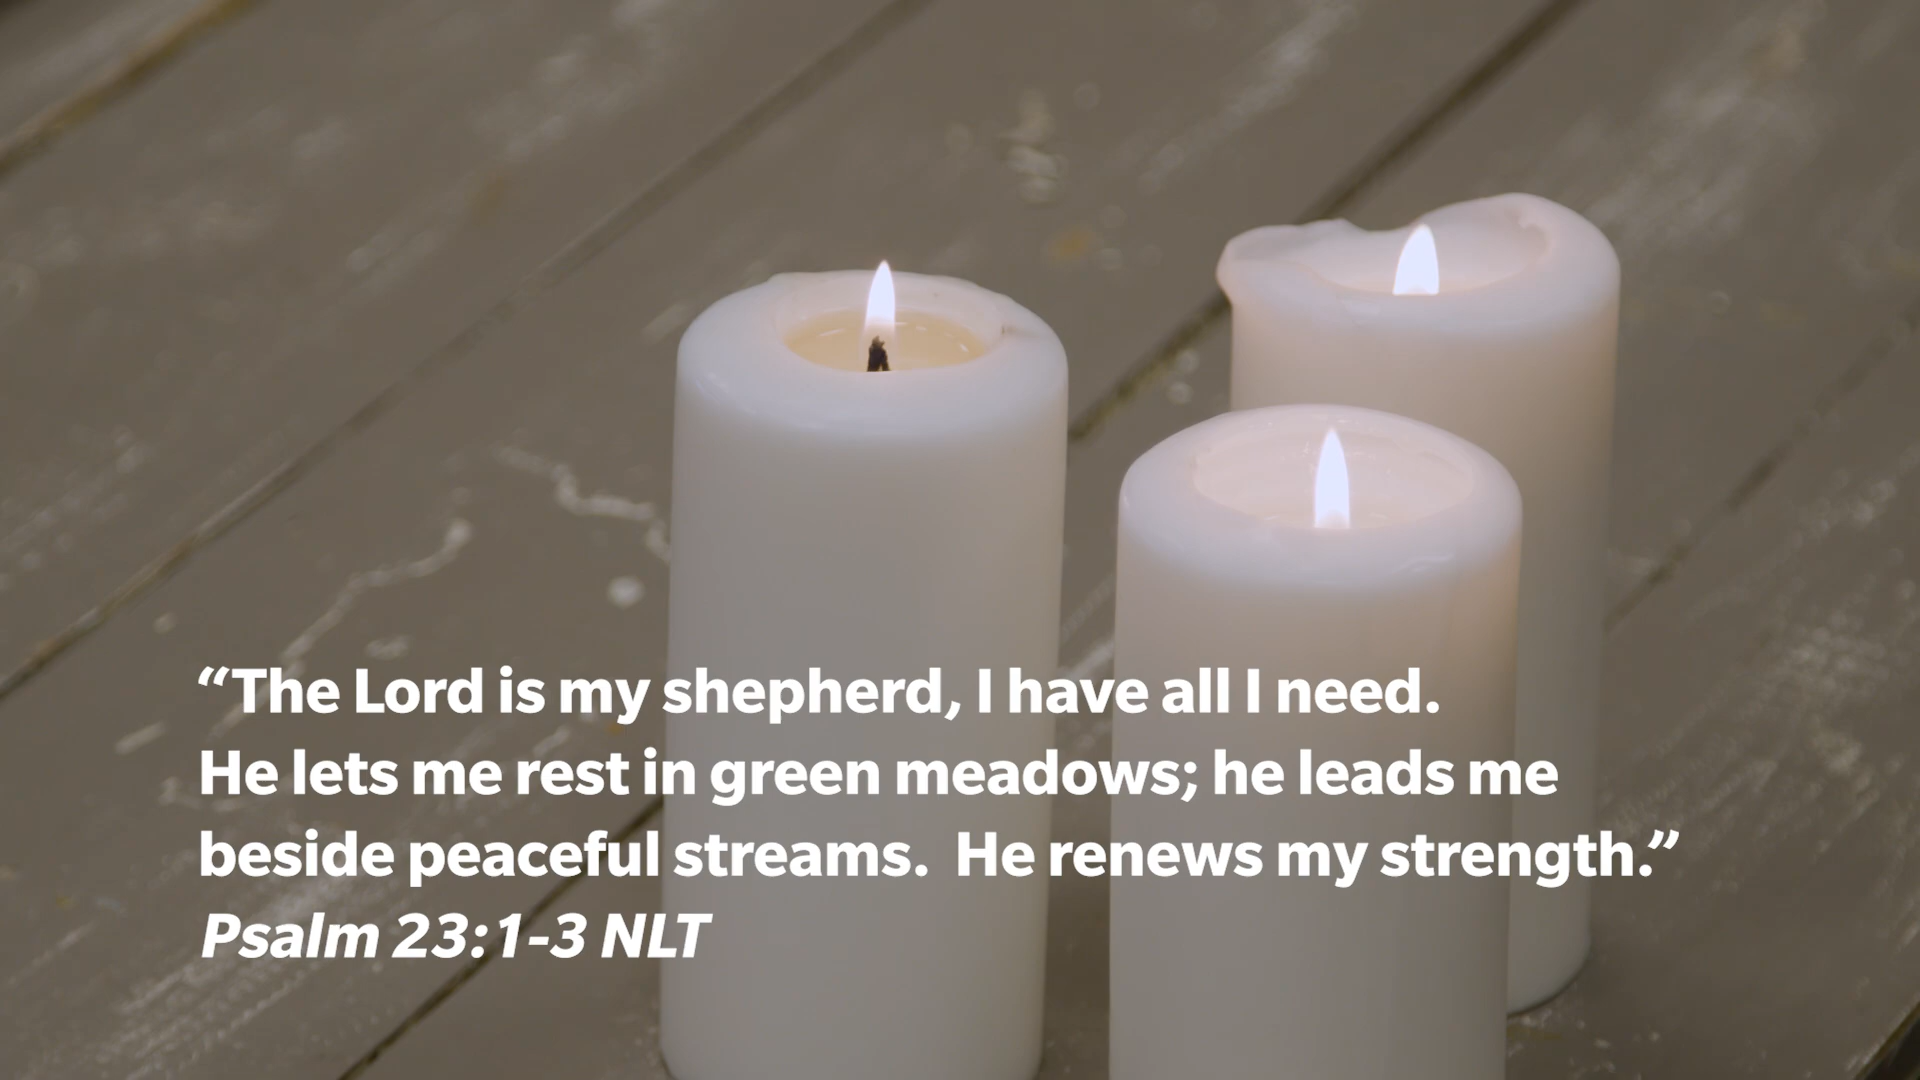 “The Lord is my shepherd, I have all I need.
He lets me rest in green meadows; he leads me
beside peaceful streams.  He renews my strength.”
Psalm 23:1-3 NLT